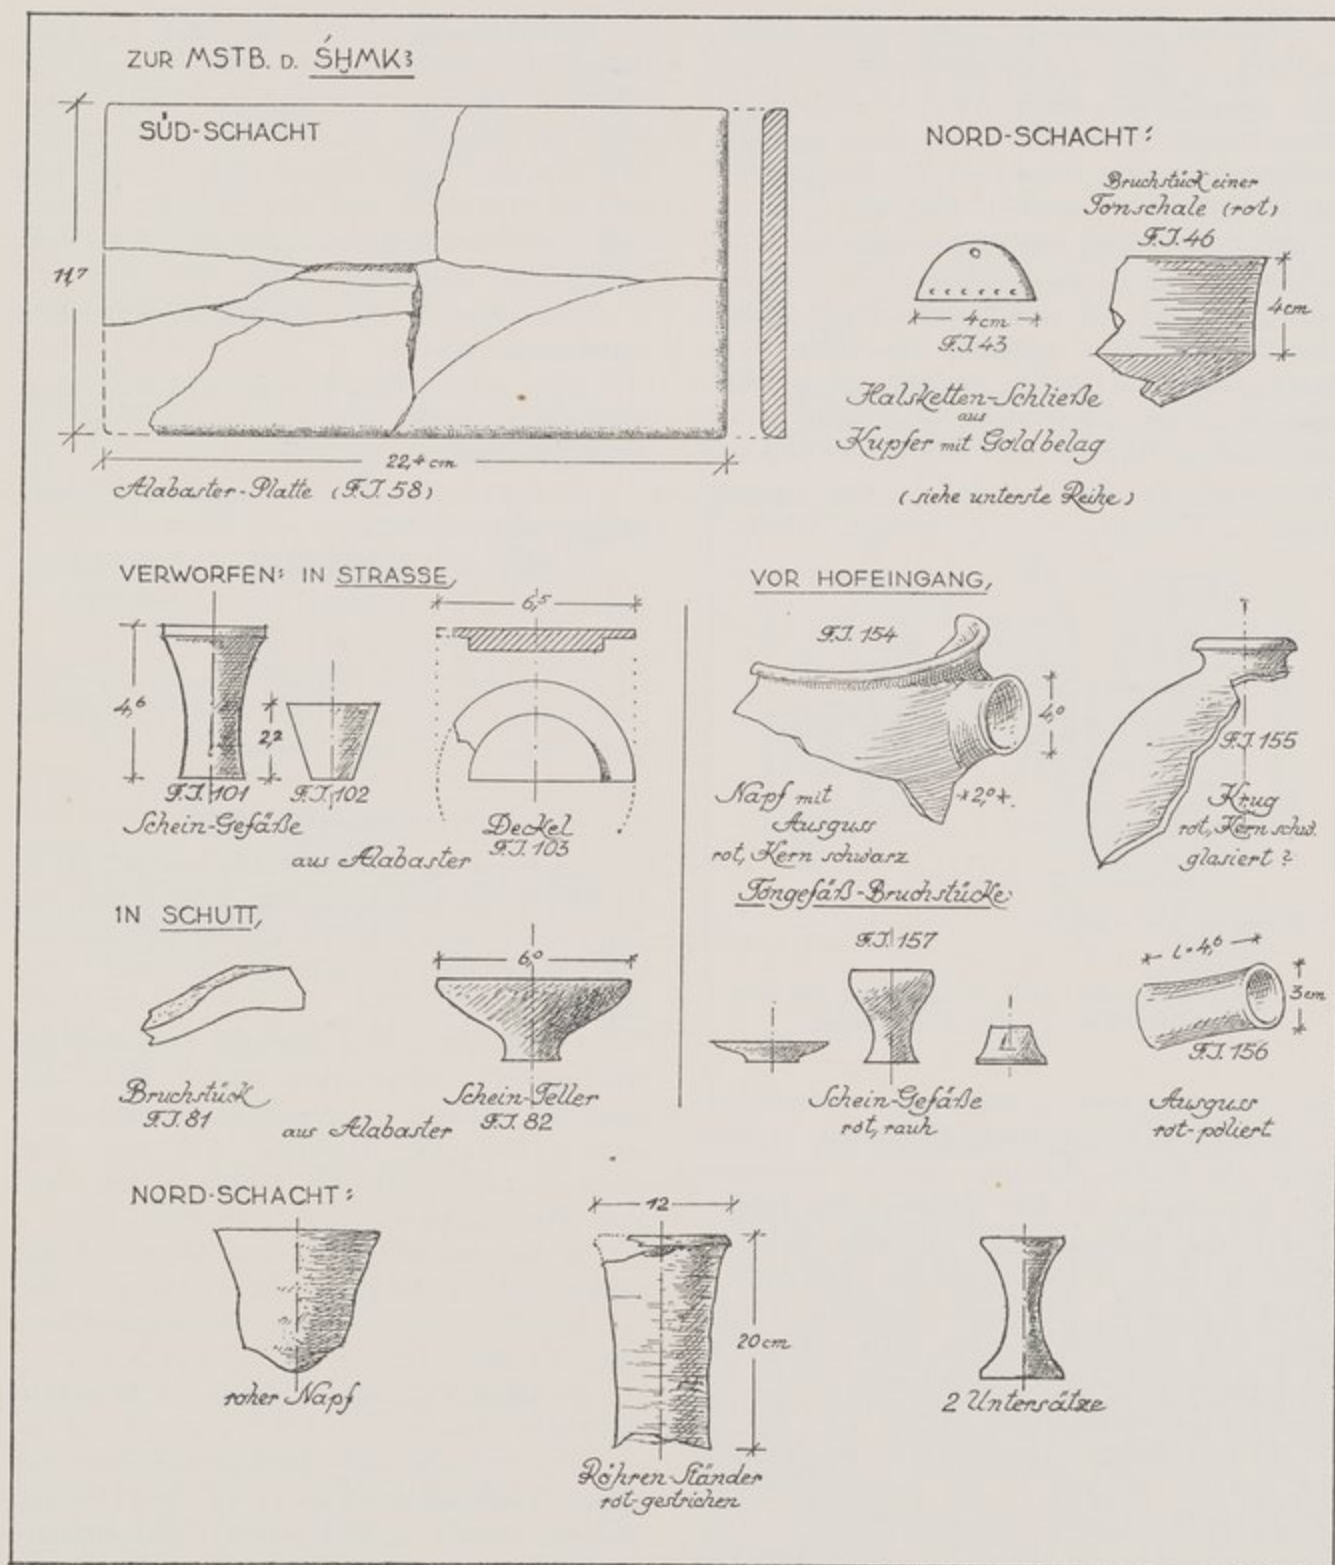 ZUR MSTB. D. ŚḪMKꜣ
SÜD-SCHACHT
11,7
22,4 cm
Alabaster-Platte (F.J. 58)
NORD-SCHACHT:
Bruchstück einer
Tonschale (rot)
F.J. 46
4cm
4cm
F.J. 43
Halsketten-Schließe
aus
Kupfer mit Goldbelag
(siehe unterste Reihe)
VERWORFEN: IN STRASSE,
4,6
2,2
6,5
F.J. 101
F.J. 102
Schein-Gefäße
aus Alabaster
Deckel
F.J. 103
VOR HOFEINGANG,
F.J. 154
4,0
2,0
Napf mit
Ausguss
rot, Kern schwarz
F.J. 155
Krug
rot, Kern schw.
glasiert?
IN SCHUTT,
6,0
Bruchstück
F.J. 81
aus Alabaster
Schein-Teller
F.J. 82
Tongefäß-Bruchstücke:
F.J. 157
Schein-Gefäße
rot, rauh
l=4,6
3cm
F.J. 156
Ausguss
rot-poliert
NORD-SCHACHT:
roher Napf
12
20cm
Röhren-Ständer
rot-gestrichen
2 Untersätze